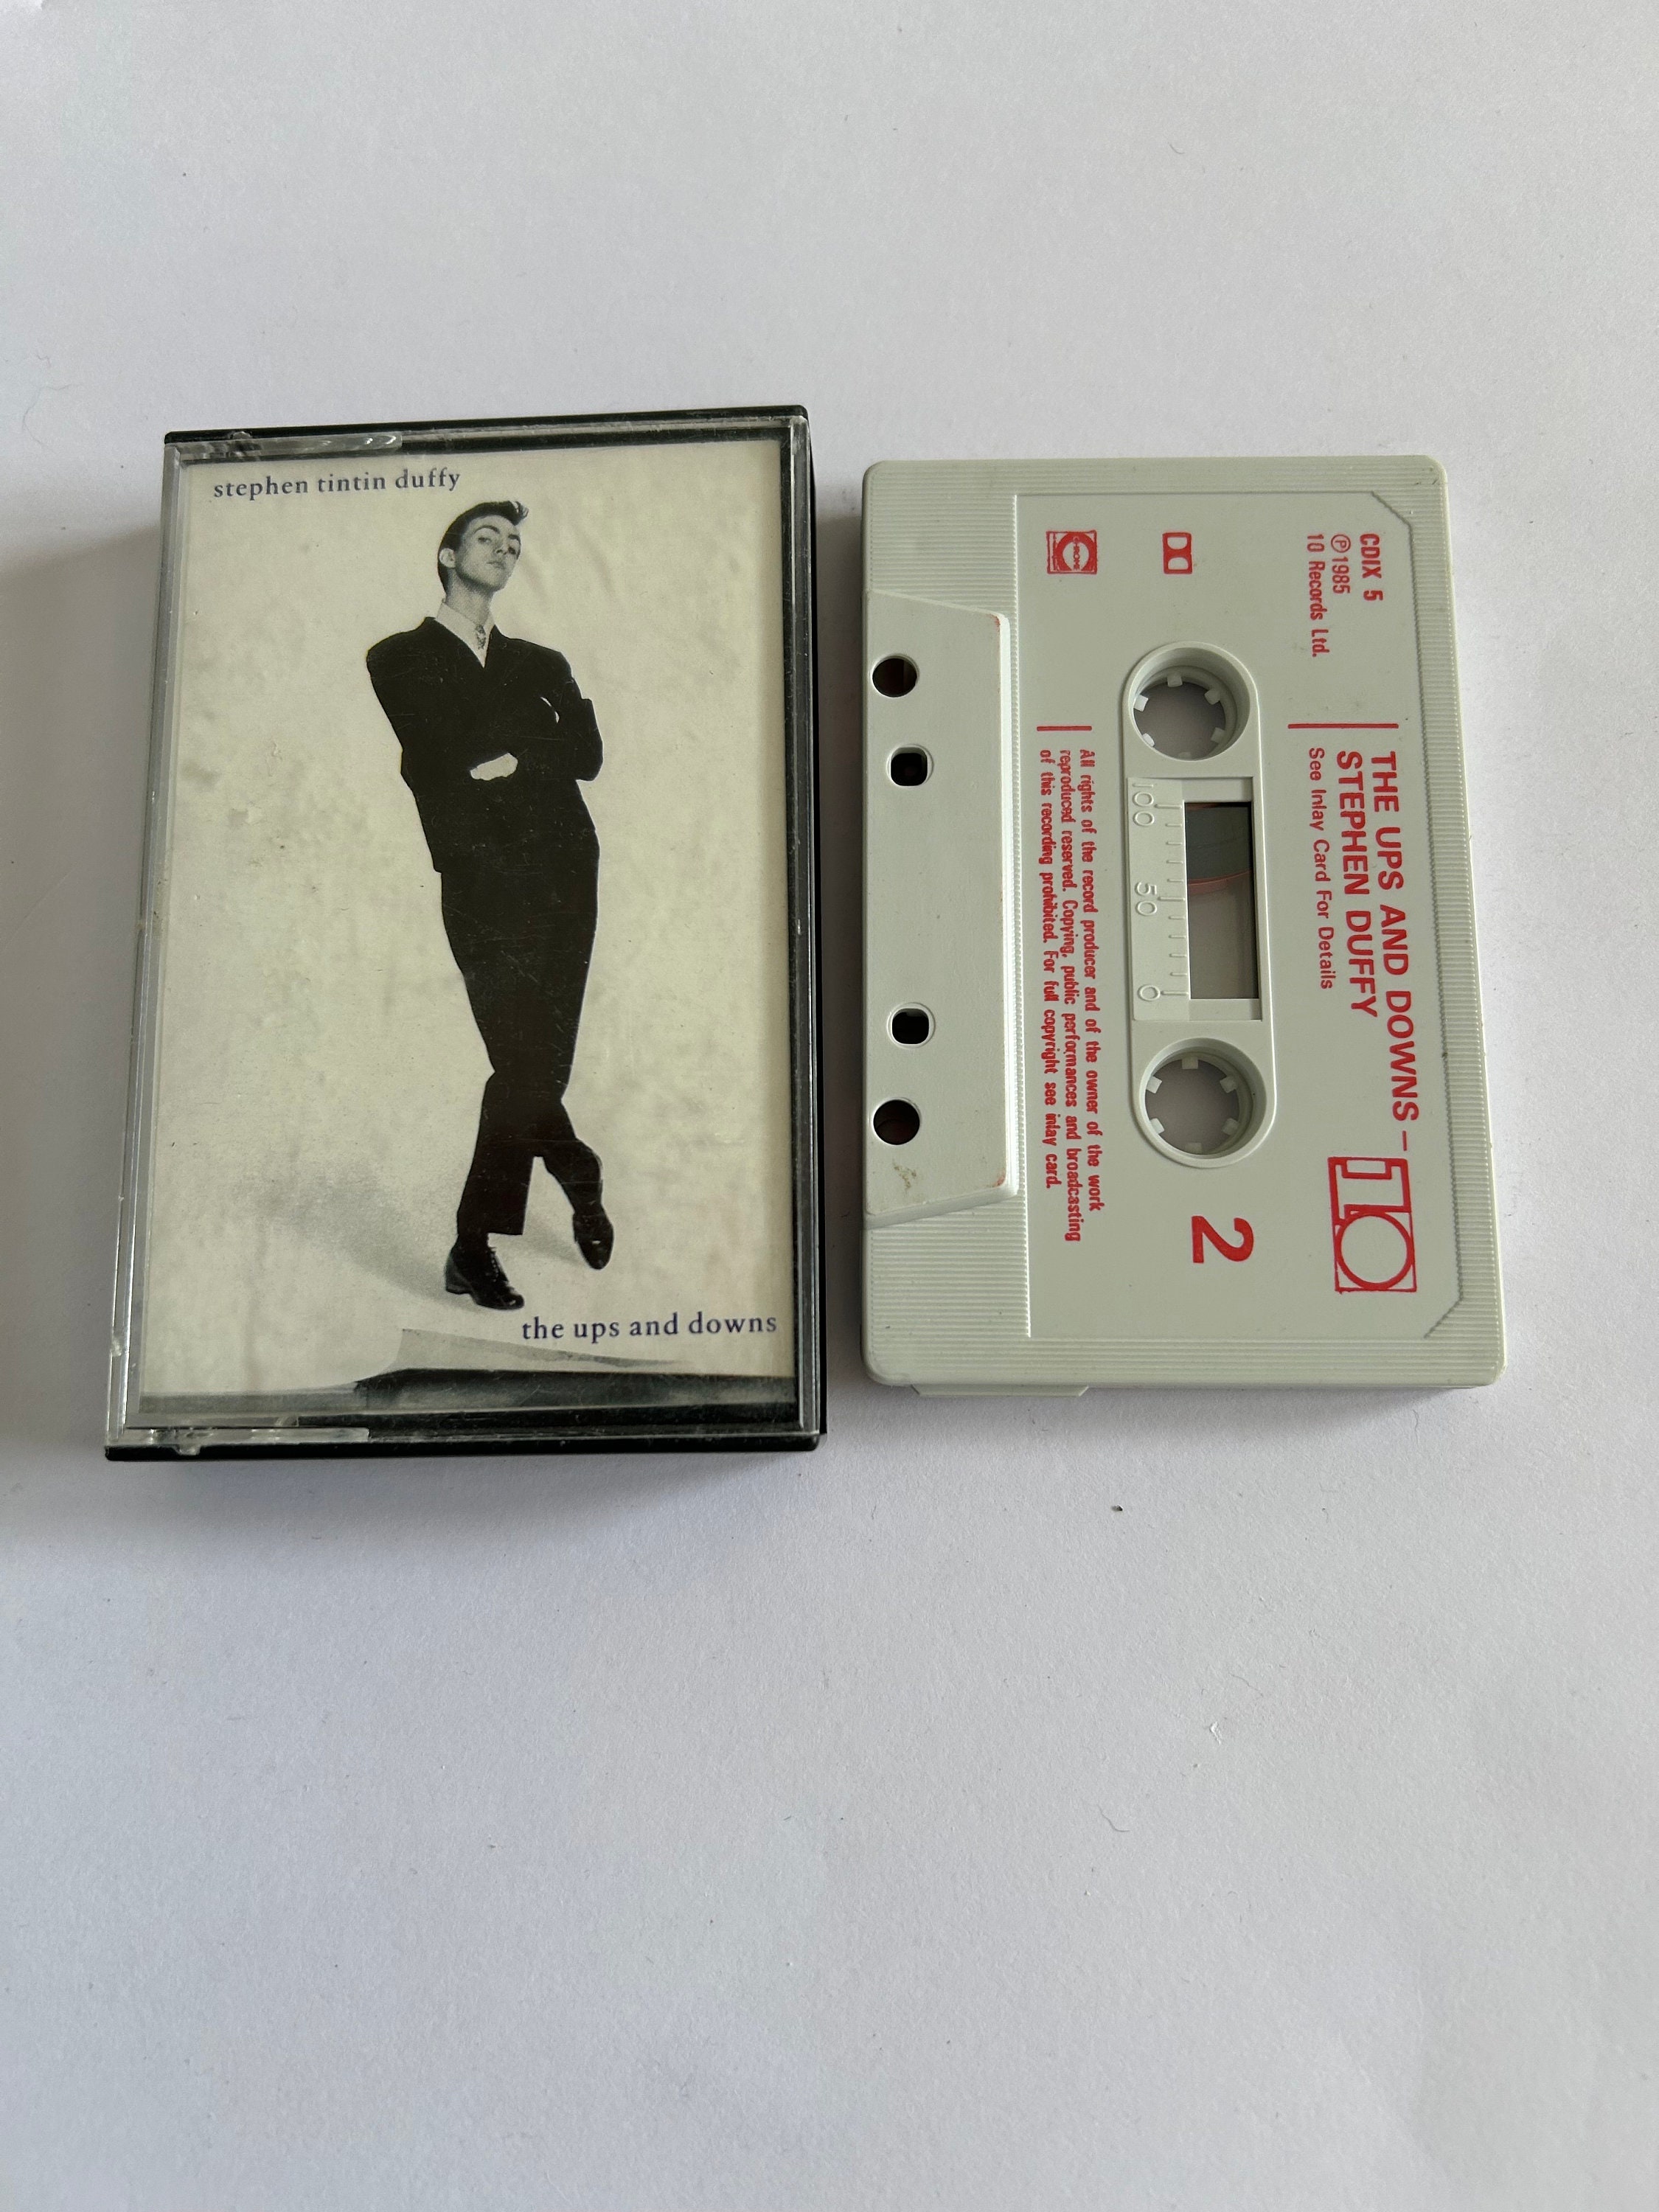 stephen tintin duffy
the ups and downs
CDIX 5
℗1985
10 Records Ltd.
THE UPS AND DOWNS –
STEPHEN DUFFY
See Inlay Card For Details
10
2
100 50 0
All rights of the record producer and of the owner of the work
reproduced reserved. Copying, public performances and broadcasting
of this recording prohibited. For full copyright see inlay card.